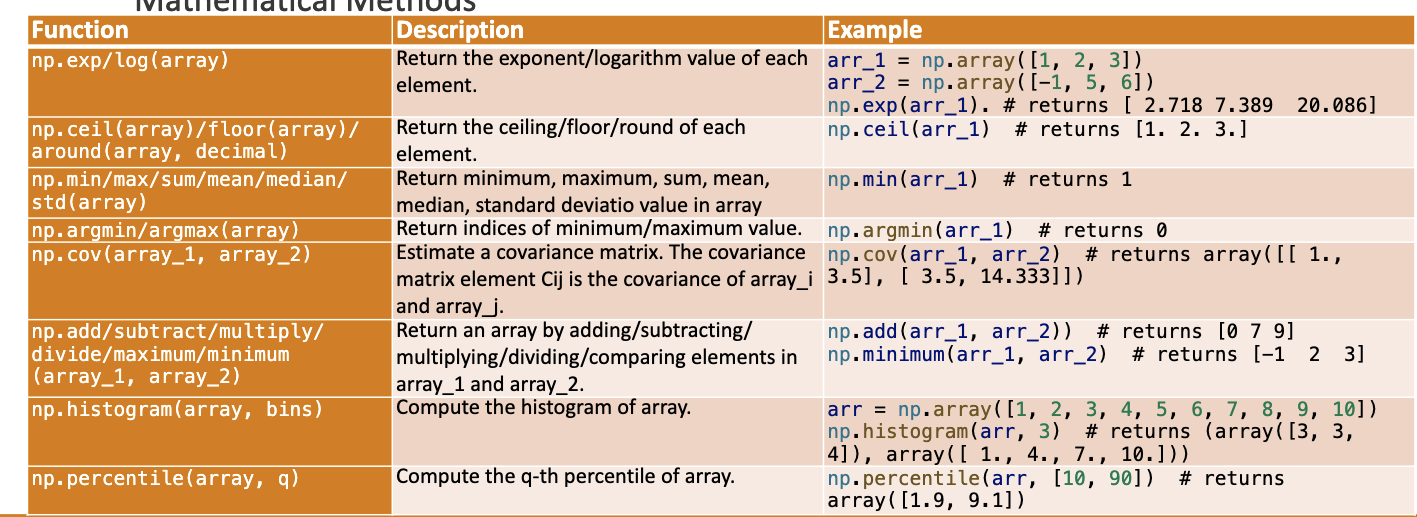 Mathematical Methods
Function Description Example
np.exp/log(array)
Return the exponent/logarithm value of each
element.
arr_1 = np.array([1, 2, 3])
arr_2 = np.array([-1, 5, 6])
np.exp(arr_1). # returns [ 2.718 7.389  20.086]
np.ceil(array)/floor(array)/
around(array, decimal)
Return the ceiling/floor/round of each
element.
np.ceil(arr_1)  # returns [1. 2. 3.]
np.min/max/sum/mean/median/
std(array)
Return minimum, maximum, sum, mean,
median, standard deviatio value in array
np.min(arr_1)  # returns 1
np.argmin/argmax(array)
Return indices of minimum/maximum value.
np.argmin(arr_1)  # returns 0
np.cov(array_1, array_2)
Estimate a covariance matrix. The covariance
matrix element Cij is the covariance of array_i
and array_j.
np.cov(arr_1, arr_2)  # returns array([[ 1.,
3.5], [ 3.5, 14.333]])
np.add/subtract/multiply/
divide/maximum/minimum
(array_1, array_2)
Return an array by adding/subtracting/
multiplying/dividing/comparing elements in
array_1 and array_2.
np.add(arr_1, arr_2))  # returns [0 7 9]
np.minimum(arr_1, arr_2)  # returns [-1  2  3]
np.histogram(array, bins)
Compute the histogram of array.
arr = np.array([1, 2, 3, 4, 5, 6, 7, 8, 9, 10])
np.histogram(arr, 3)  # returns (array([3, 3,
4]), array([ 1., 4., 7., 10.]))
np.percentile(array, q)
Compute the q-th percentile of array.
np.percentile(arr, [10, 90])  # returns
array([1.9, 9.1])